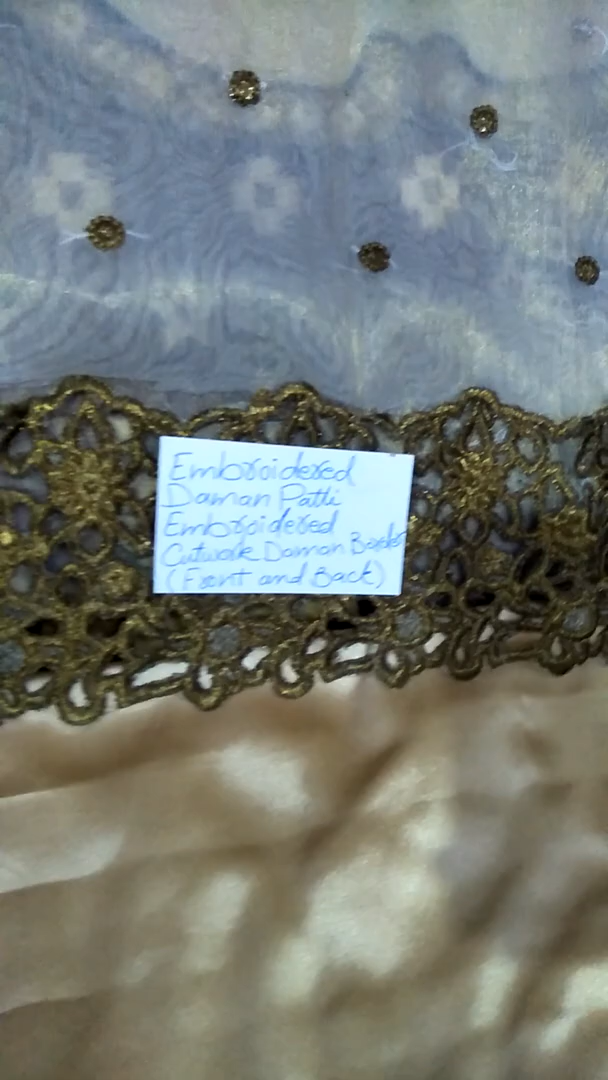 Embroidered
Daman Patti
Embroidered
Cutwork Daman Border
(Front and Back)